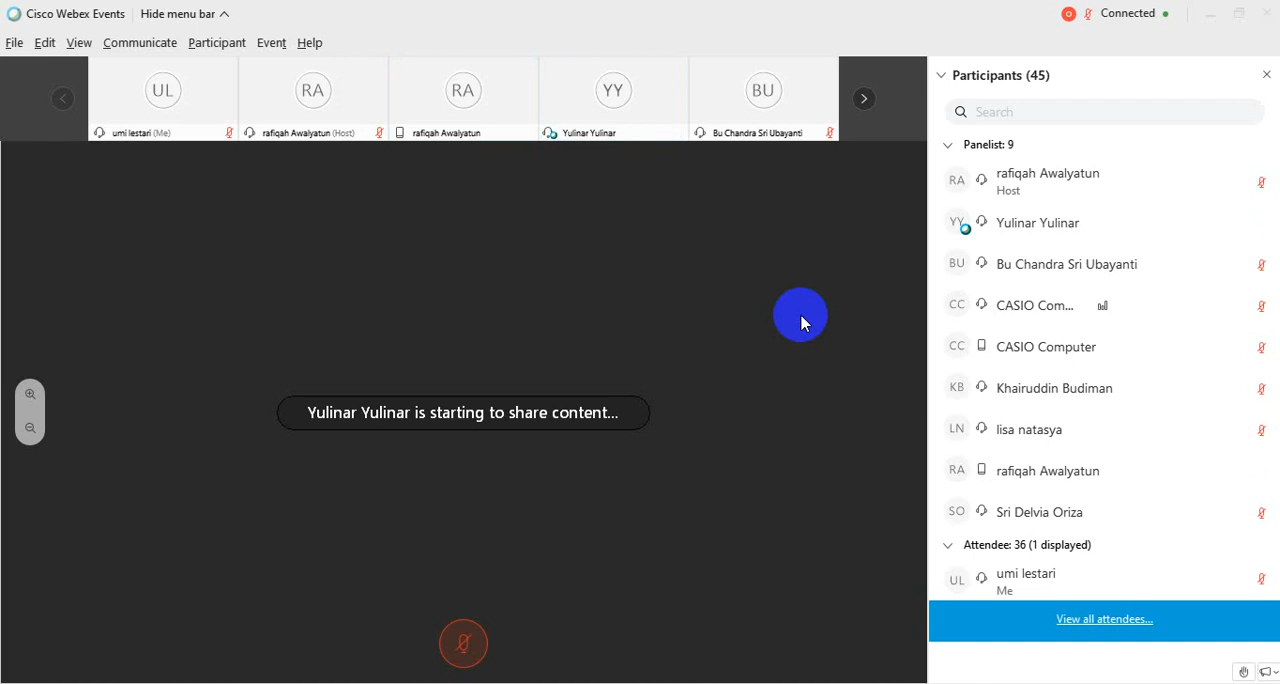 Cisco Webex Events
Hide menu bar
Connected
File Edit View Communicate Participant Event Help
UL
umi lestari (Me)
RA
rafiqah Awalyatun (Host)
RA
rafiqah Awalyatun
YY
Yulinar Yulinar
BU
Bu Chandra Sri Ubayanti
Yulinar Yulinar is starting to share content...
Participants (45)
Search
Panelist: 9
RA rafiqah Awalyatun
Host
YY Yulinar Yulinar
BU Bu Chandra Sri Ubayanti
CC CASIO Com...
CC CASIO Computer
KB Khairuddin Budiman
LN lisa natasya
RA rafiqah Awalyatun
SO Sri Delvia Oriza
Attendee: 36 (1 displayed)
UL umi lestari
Me
View all attendees...